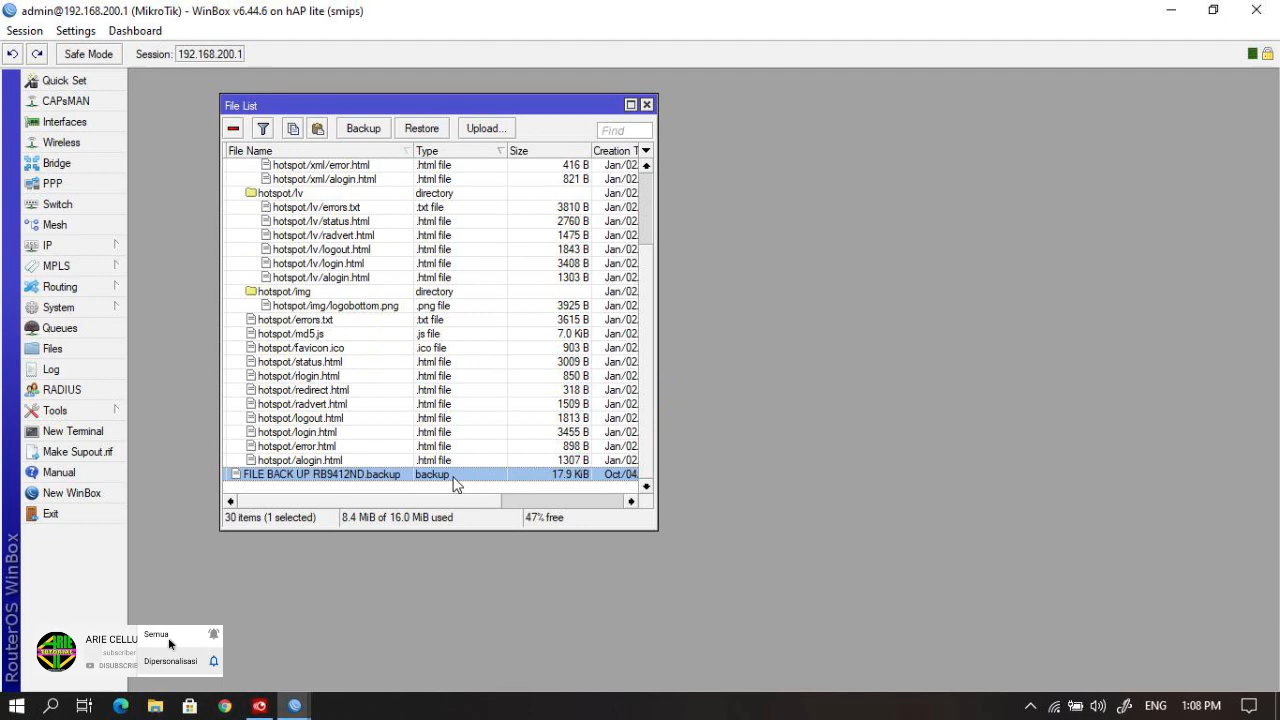 admin@192.168.200.1 (MikroTik) - WinBox v6.44.6 on hAP lite (smips)
Session Settings Dashboard
Safe Mode Session: 192.168.200.1
Quick Set
CAPsMAN
Interfaces
Wireless
Bridge
PPP
Switch
Mesh
IP
MPLS
Routing
System
Queues
Files
Log
RADIUS
Tools
New Terminal
Make Supout.rif
Manual
New WinBox
Exit
RouterOS WinBox
File List
Backup Restore Upload... Find
File Name Type Size Creation T
hotspot/xml/error.html .html file 416 B Jan/02
hotspot/xml/alogin.html .html file 821 B Jan/02
hotspot/lv directory Jan/02
hotspot/lv/errors.txt .txt file 3810 B Jan/02
hotspot/lv/status.html .html file 2760 B Jan/02
hotspot/lv/radvert.html .html file 1475 B Jan/02
hotspot/lv/logout.html .html file 1843 B Jan/02
hotspot/lv/login.html .html file 3408 B Jan/02
hotspot/lv/alogin.html .html file 1303 B Jan/02
hotspot/img directory Jan/02
hotspot/img/logobottom.png .png file 3925 B Jan/02
hotspot/errors.txt .txt file 3615 B Jan/02
hotspot/md5.js .js file 7.0 KiB Jan/02
hotspot/favicon.ico .ico file 903 B Jan/02
hotspot/status.html .html file 3009 B Jan/02
hotspot/rlogin.html .html file 850 B Jan/02
hotspot/redirect.html .html file 318 B Jan/02
hotspot/radvert.html .html file 1509 B Jan/02
hotspot/logout.html .html file 1813 B Jan/02
hotspot/login.html .html file 3455 B Jan/02
hotspot/error.html .html file 898 B Jan/02
hotspot/alogin.html .html file 1307 B Jan/02
FILE BACK UP RB9412ND.backup backup 17.9 KiB Oct/04
30 items (1 selected) 8.4 MiB of 16.0 MiB used 47% free
ARIE CELLU
subscriber
DISUBSCRIB
Semua
Dipersonalisasi
ARIE
ENG 1:08 PM